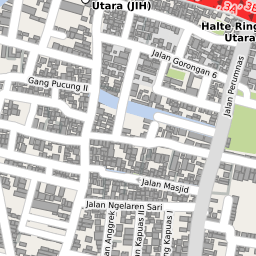 Utara (JIH)
34
Halte Ring
Utara
Jalan Gorongan 6
Gang Pucung II
Jalan Perumnas
Jalan Masjid
Jalan Ngelaren Sari
Jalan Anggrek
Jalan Kapuas II
Jalan Kapuas I